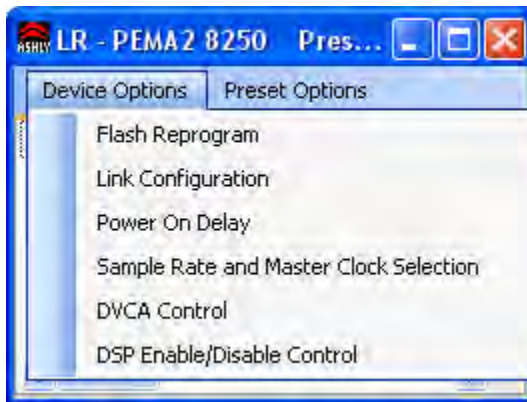 ASHLY LR - PEMA2 8250 Pres...
Device Options Preset Options
Flash Reprogram
Link Configuration
Power On Delay
Sample Rate and Master Clock Selection
DVCA Control
DSP Enable/Disable Control